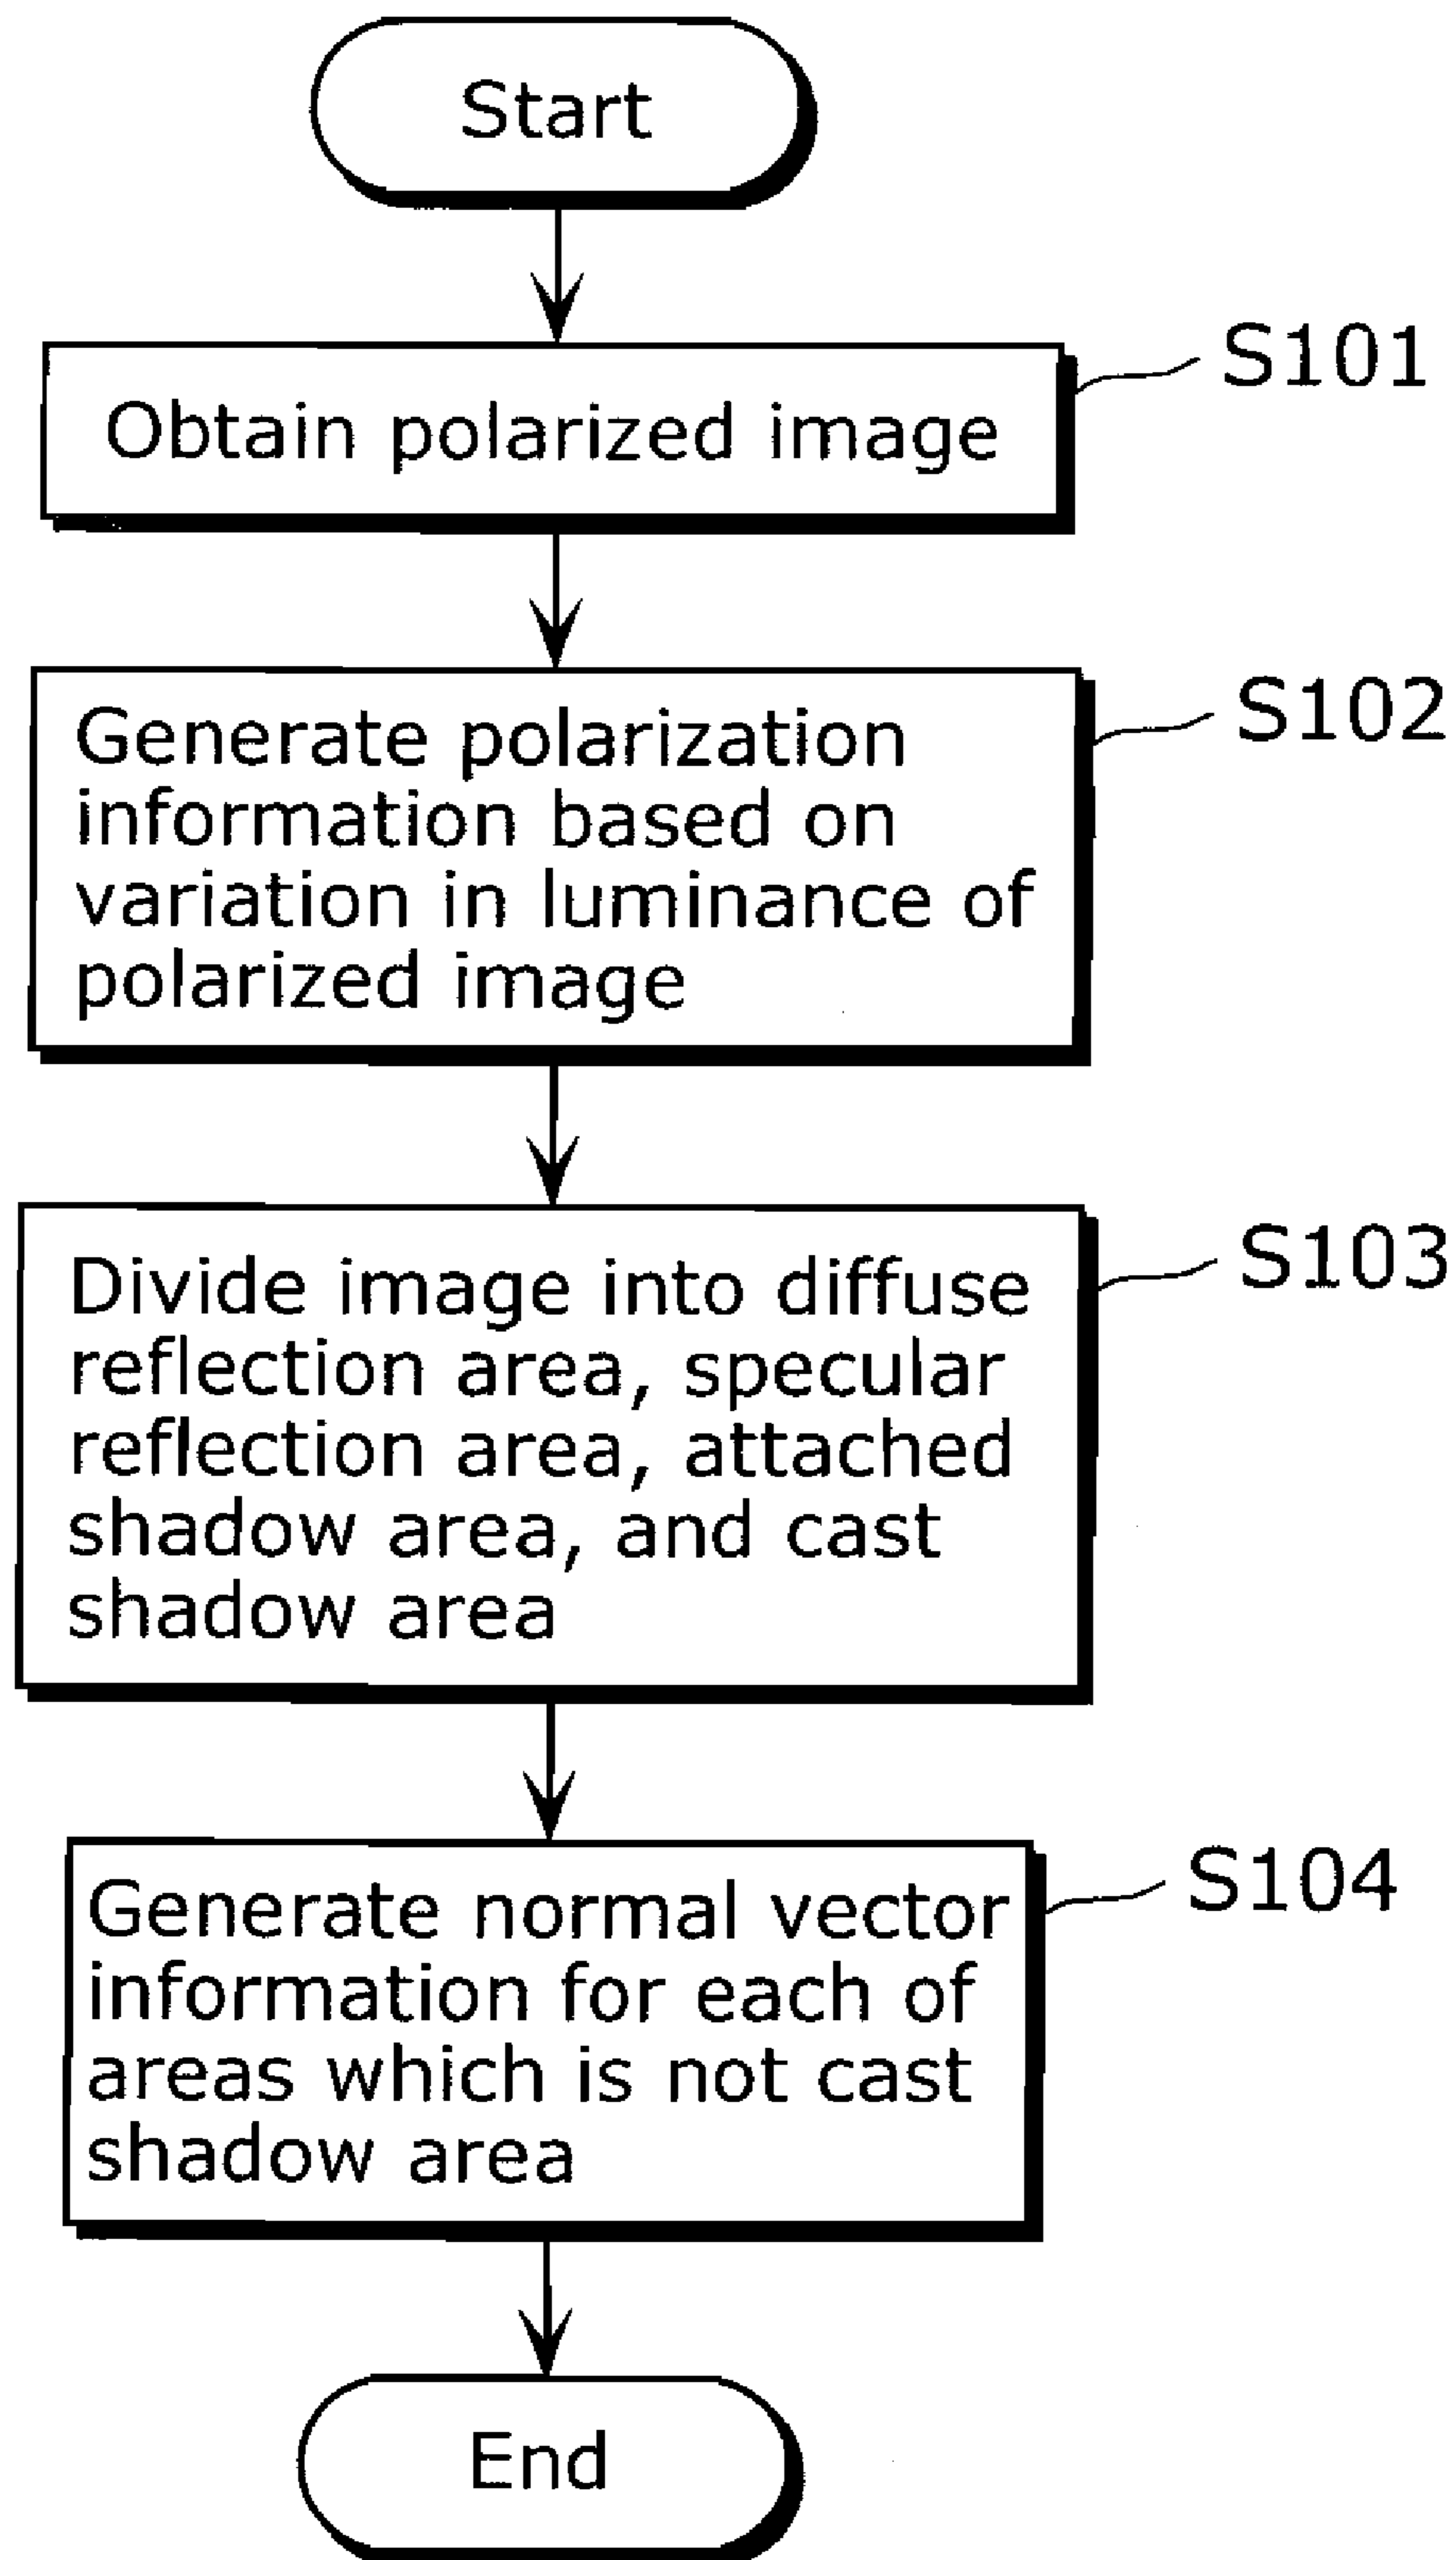 Start
S101
Obtain polarized image
S102
Generate polarization
information based on
variation in luminance of
polarized image
S103
Divide image into diffuse
reflection area, specular
reflection area, attached
shadow area, and cast
shadow area
S104
Generate normal vector
information for each of
areas which is not cast
shadow area
End